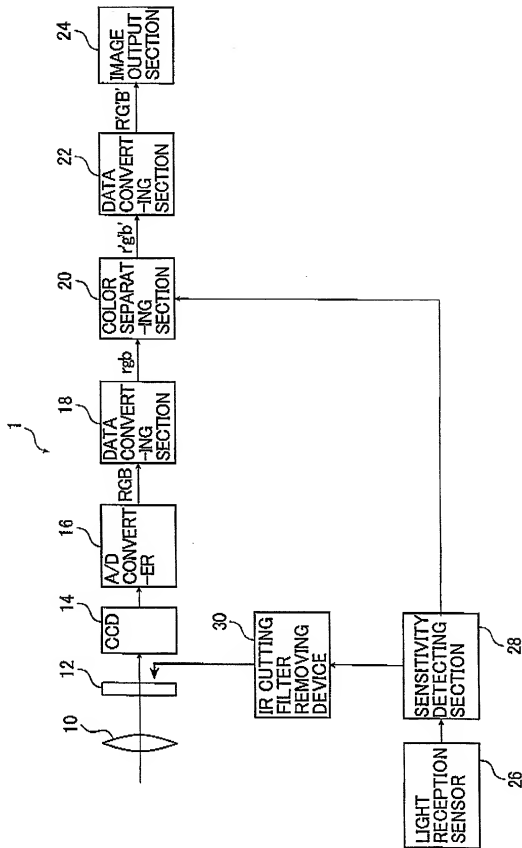 1
10
12
14
CCD
16
A/D
CONVERT
-ER
RGB
18
DATA
CONVERT
-ING
SECTION
rgb
20
COLOR
SEPARAT
-ING
SECTION
r'g'b'
22
DATA
CONVERT
-ING
SECTION
R'G'B'
24
IMAGE
OUTPUT
SECTION
30
IR CUTTING
FILTER
REMOVING
DEVICE
LIGHT
RECEPTION
SENSOR
26
SENSITIVITY
DETECTING
SECTION
28